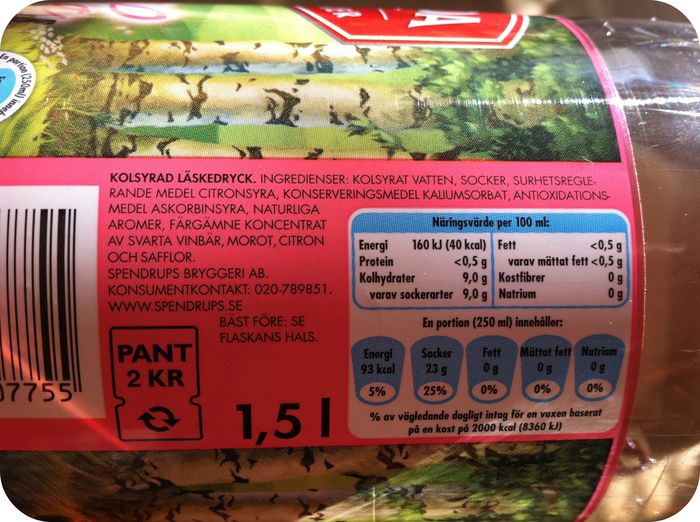 En portion (250ml) inneh
KOLSYRAD LÄSKEDRYCK. INGREDIENSER: KOLSYRAT VATTEN, SOCKER, SURHETSREGLE-
RANDE MEDEL CITRONSYRA, KONSERVERINGSMEDEL KALIUMSORBAT, ANTIOXIDATIONS-
MEDEL ASKORBINSYRA, NATURLIGA
AROMER, FÄRGÄMNE KONCENTRAT
AV SVARTA VINBÄR, MOROT, CITRON
OCH SAFFLOR.
SPENDRUPS BRYGGERI AB.
KONSUMENTKONTAKT: 020-789851.
WWW.SPENDRUPS.SE
BÄST FÖRE: SE
FLASKANS HALS.
PANT
2 KR
1,5 l
07755
Näringsvärde per 100 ml:
Energi 160 kJ (40 kcal)
Protein <0,5 g
Kolhydrater 9,0 g
varav sockerarter 9,0 g
Fett <0,5 g
varav mättat fett <0,5 g
Kostfibrer 0 g
Natrium 0 g
En portion (250 ml) innehåller:
Energi Socker Fett Mättat fett Natrium
93 kcal 23 g 0 g 0 g 0 g
5% 25% 0% 0% 0%
% av vägledande dagligt intag för en vuxen baserat
på en kost på 2000 kcal (8360 kJ)